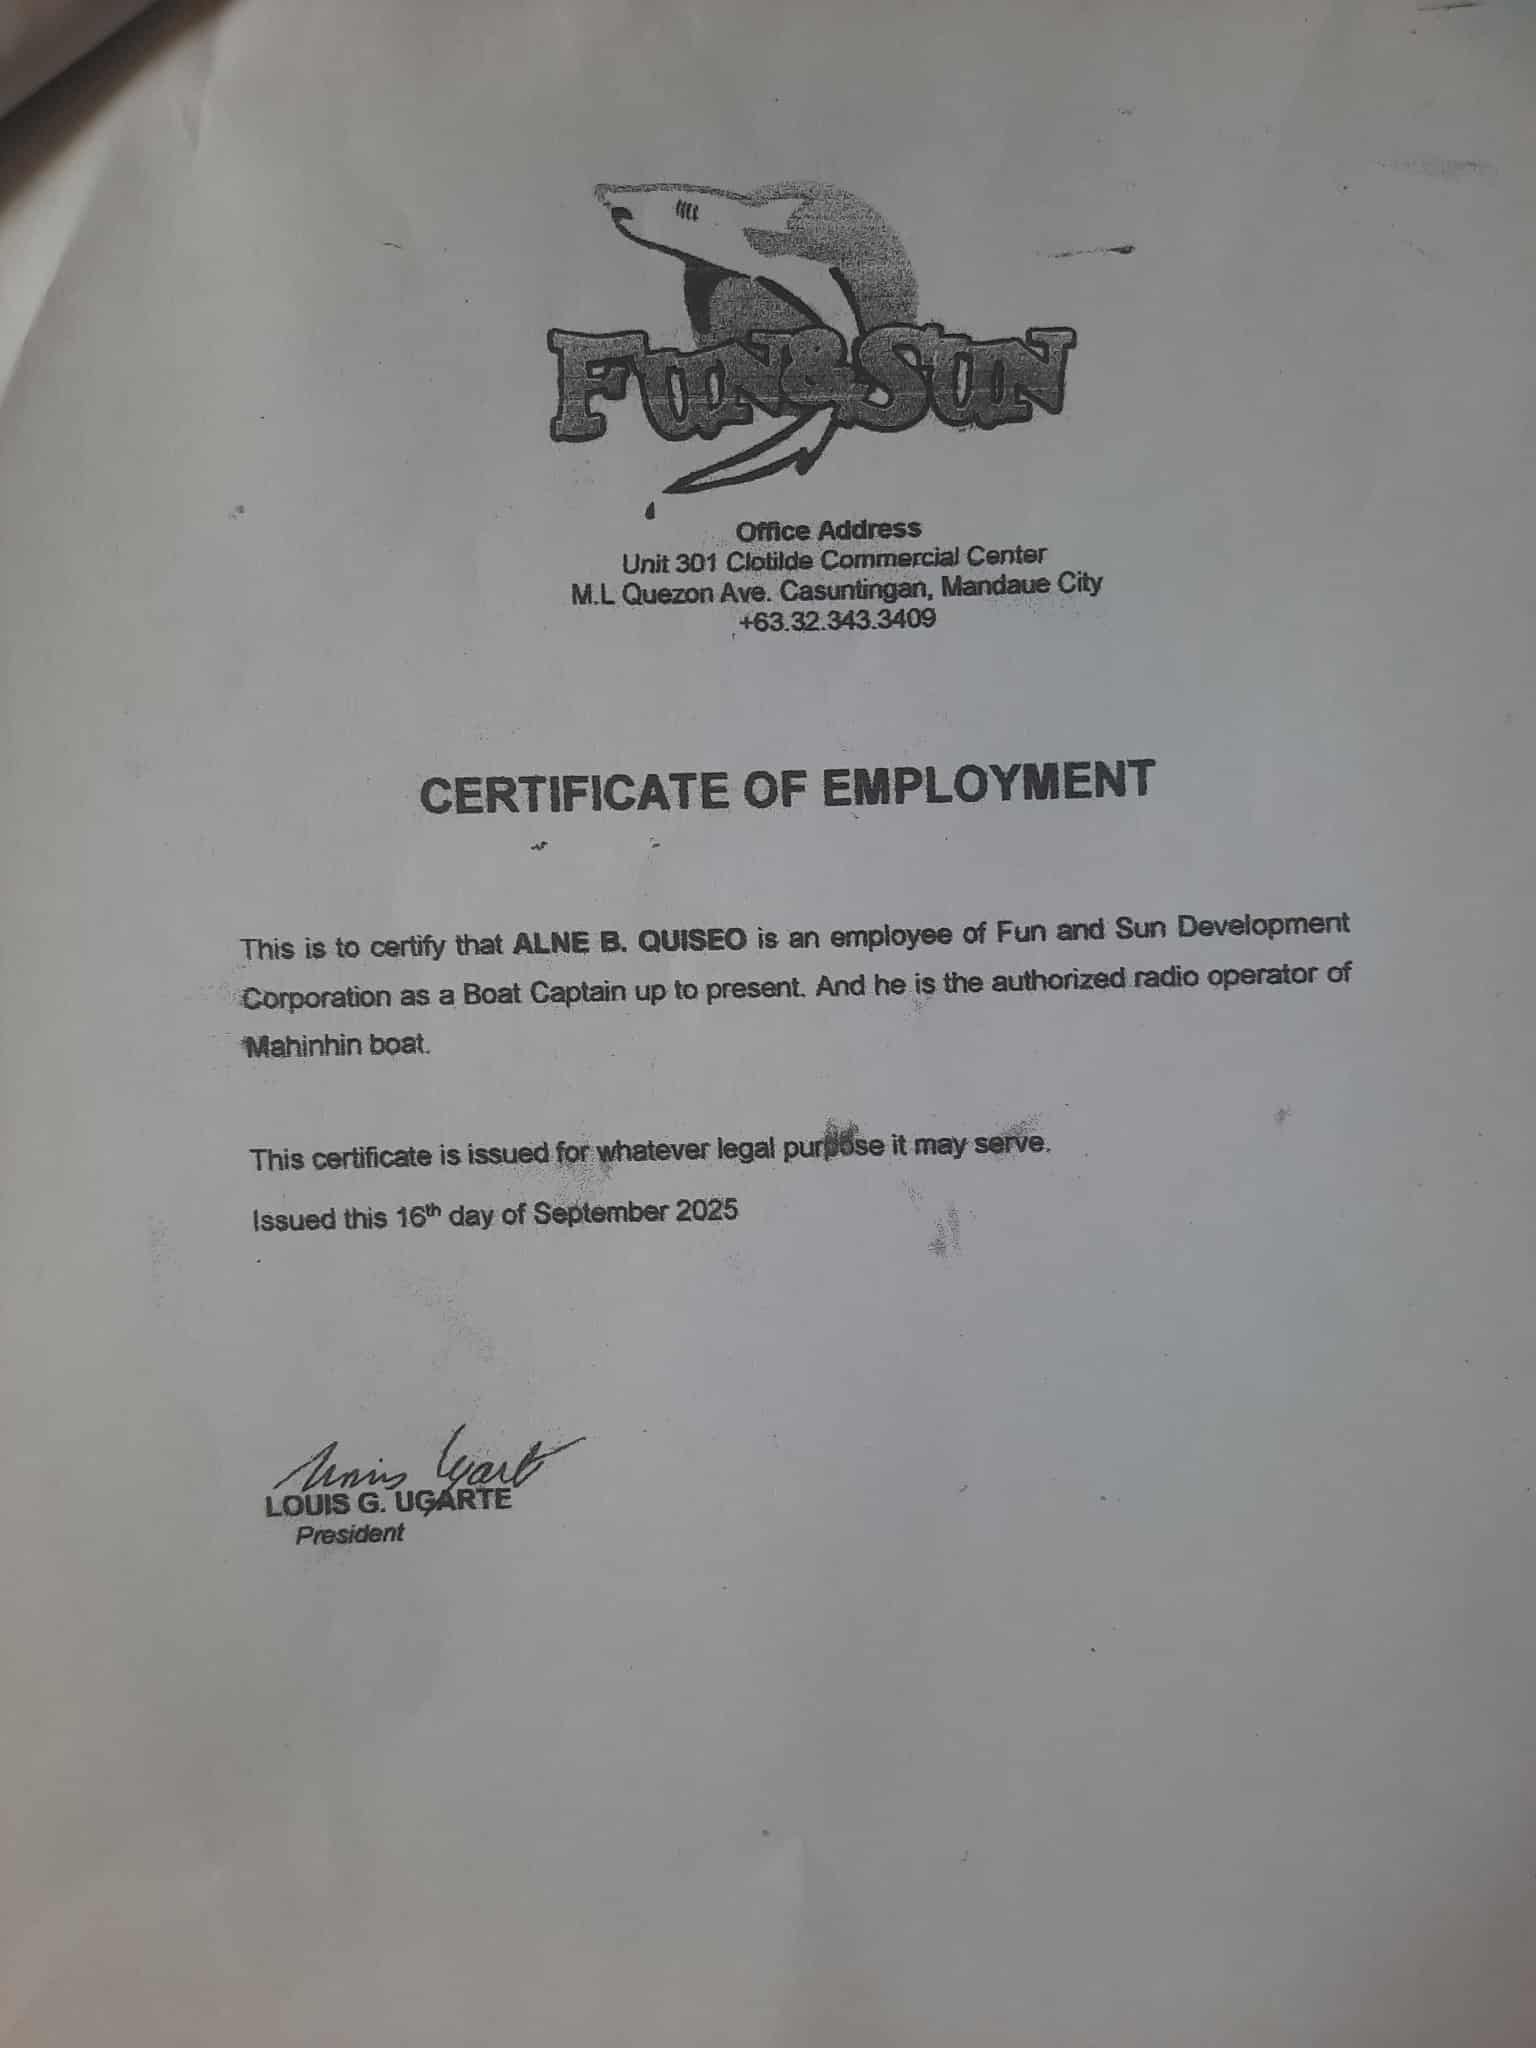 FUN & SUN
Office Address
Unit 301 Clotilde Commercial Center
M.L Quezon Ave. Casuntingan, Mandaue City
+63.32.343.3409
CERTIFICATE OF EMPLOYMENT
This is to certify that ALNE B. QUISEO is an employee of Fun and Sun Development
Corporation as a Boat Captain up to present. And he is the authorized radio operator of
Mahinhin boat.
This certificate is issued for whatever legal purpose it may serve.
Issued this 16th day of September 2025
Louis Ugarte
LOUIS G. UGARTE
President